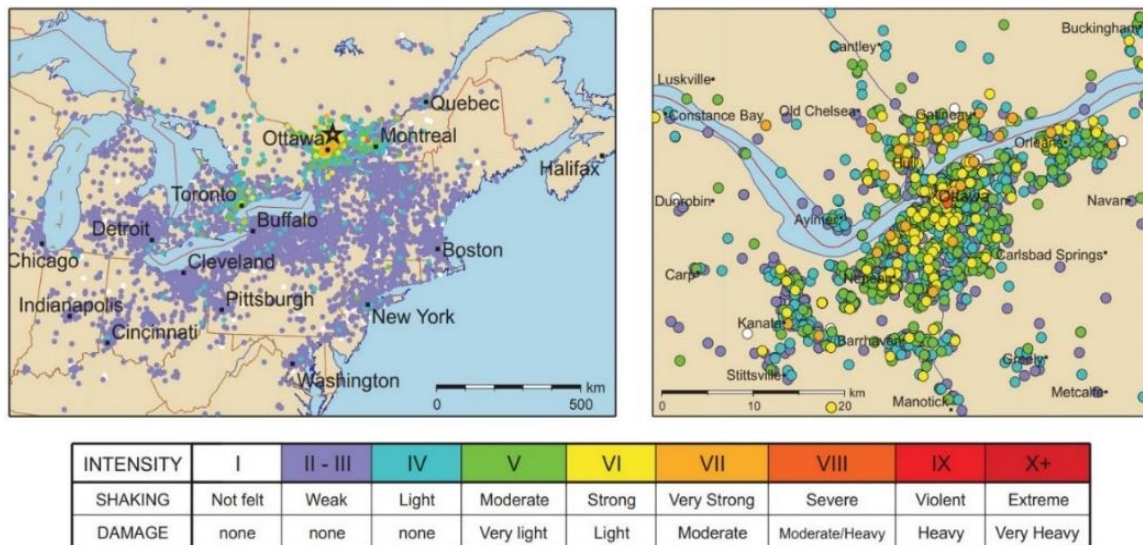 Quebec
Ottawa
Montreal
Halifax
Toronto
Buffalo
Detroit
Boston
Chicago
Cleveland
Indianapolis
Pittsburgh
New York
Cincinnati
Washington
km
0 500
Buckingham
Cantley
Luskville
Old Chelsea
Gatineau
Constance Bay
Orleans
Hull
Dunrobin
Ottawa
Navan
Aylmer
Carlsbad Springs
Carp
Nepean
Kanata
Barrhaven
Greely
Stittsville
Metcalfe
km
0 10 20
Manotick
INTENSITY I II - III IV V VI VII VIII IX X+
SHAKING Not felt Weak Light Moderate Strong Very Strong Severe Violent Extreme
DAMAGE none none none Very light Light Moderate Moderate/Heavy Heavy Very Heavy